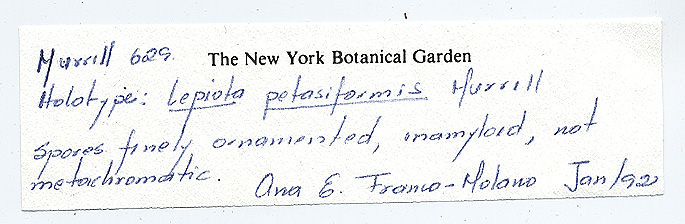 Murrill 629. The New York Botanical Garden
Holotype: Lepiota petasiformis Murrill
Spores finely ornamented, inamyloid, not
metachromatic. Ana E. Franco-Molano Jan/92